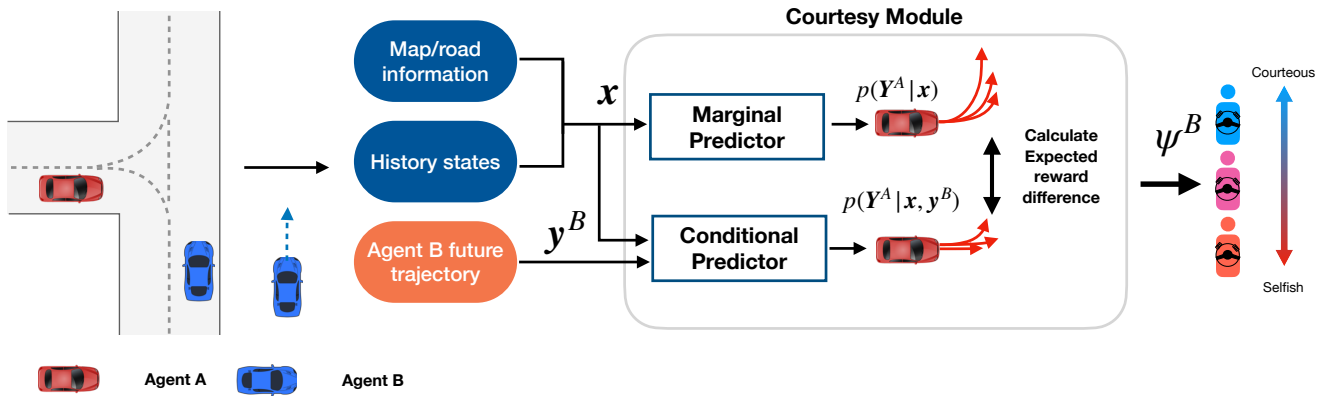 Courtesy Module
Map/road
information
History states
Agent B future
trajectory
x
y^B
Marginal
Predictor
Conditional
Predictor
p(Y^A | x)
p(Y^A | x, y^B)
Calculate
Expected
reward
difference
ψ^B
Courteous
Selfish
Agent A
Agent B